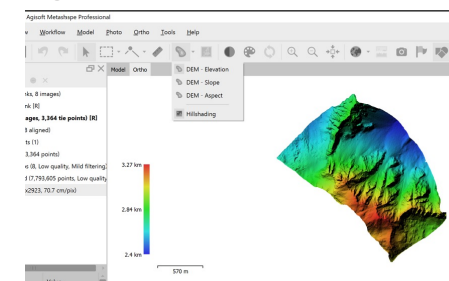 Agisoft Metashape Professional
Workflow Model Photo Ortho Tools Help
Model Ortho
DEM - Elevation
DEM - Slope
DEM - Aspect
Hillshading
ks, 8 images)
nk [R]
ages, 3,364 tie points) [R]
aligned)
ts (1)
3,364 points)
s (8, Low quality, Mild filtering)
d (7,793,605 points, Low quality
x2923, 70.7 cm/pix)
3.27 km
2.84 km
2.4 km
570 m